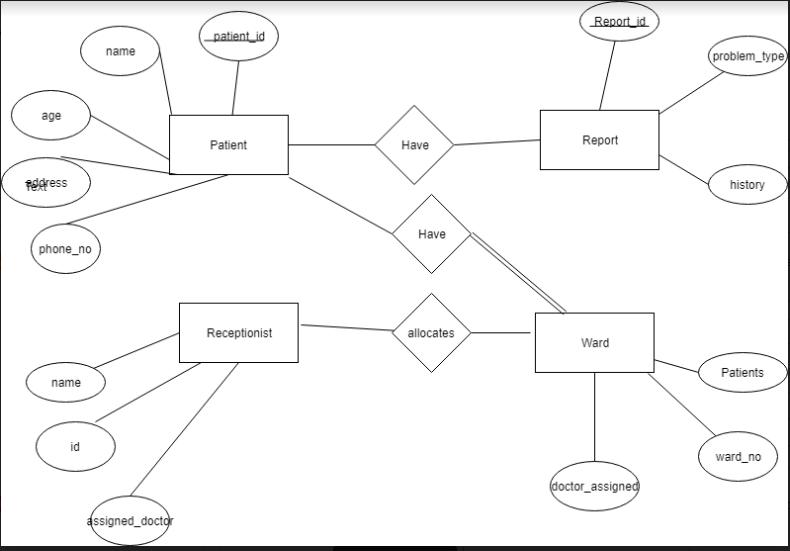 Report_id
patient_id
name
problem_type
age
Patient
Have
Report
address
Text
history
Have
phone_no
Receptionist
allocates
Ward
name
Patients
id
ward_no
doctor_assigned
assigned_doctor